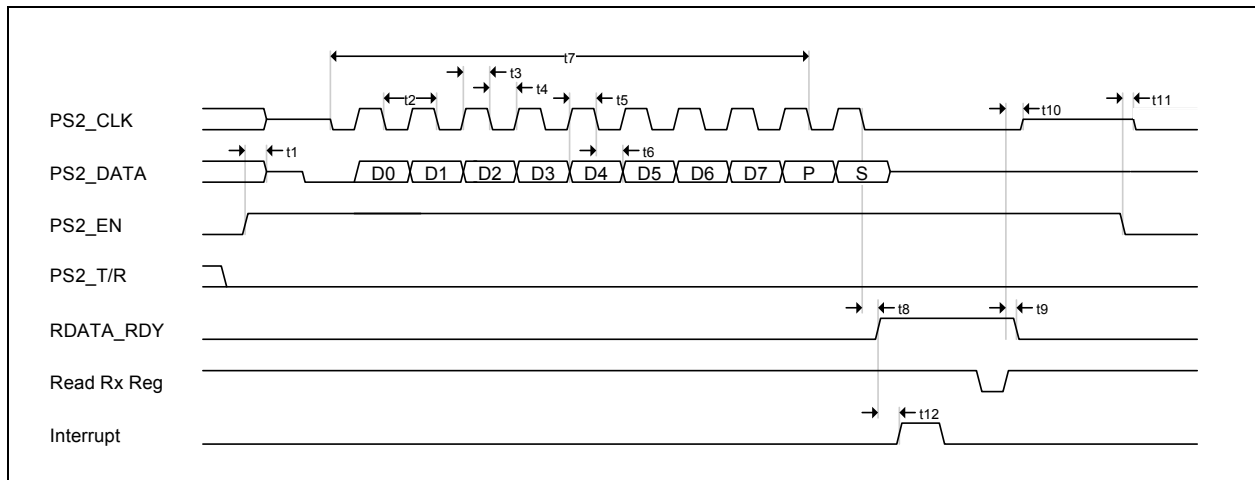 t7
t3
t2
t4
t5
t10
t11
PS2_CLK
t1
t6
PS2_DATA
D0 D1 D2 D3 D4 D5 D6 D7 P S
PS2_EN
PS2_T/R
t8
t9
RDATA_RDY
Read Rx Reg
t12
Interrupt